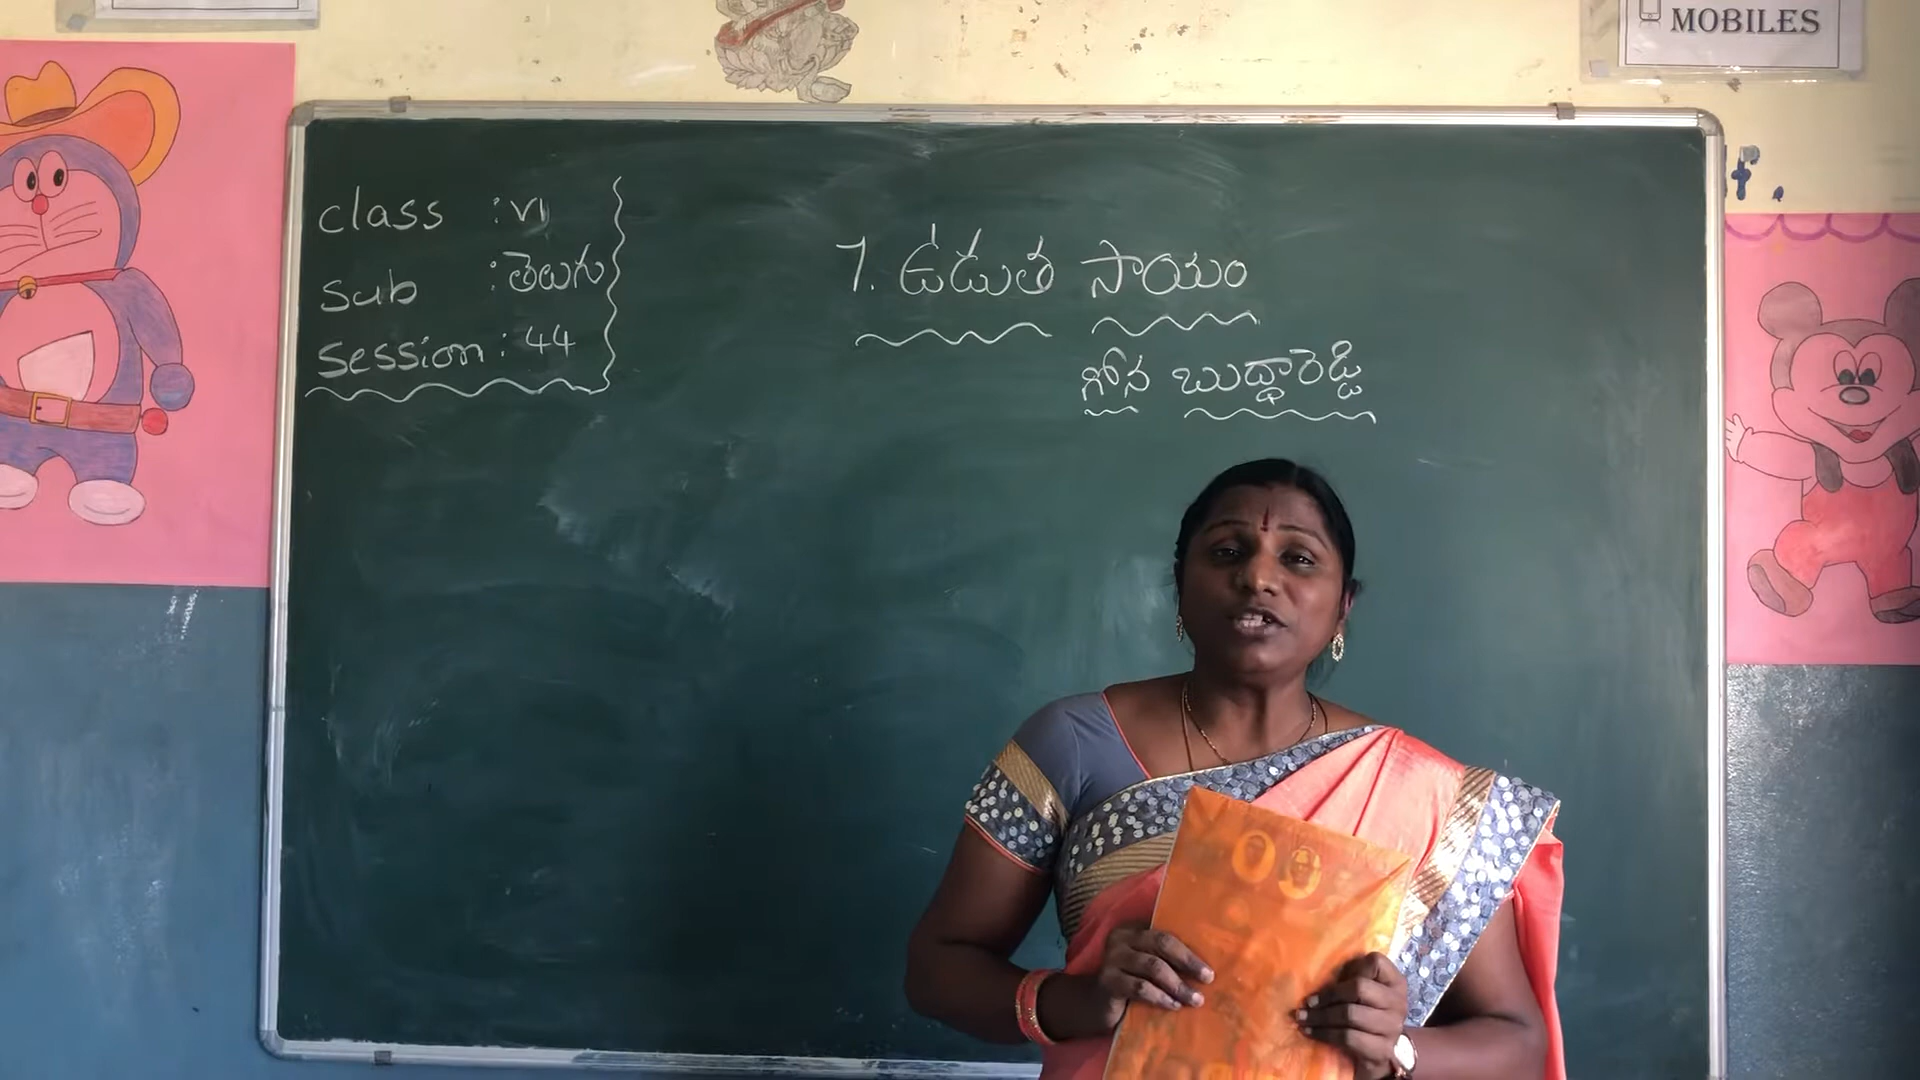 MOBILES
class : VI
sub : తెలుగు
session : 44
7. ఉడుత సాయం
గోన బుద్ధారెడ్డి
f.